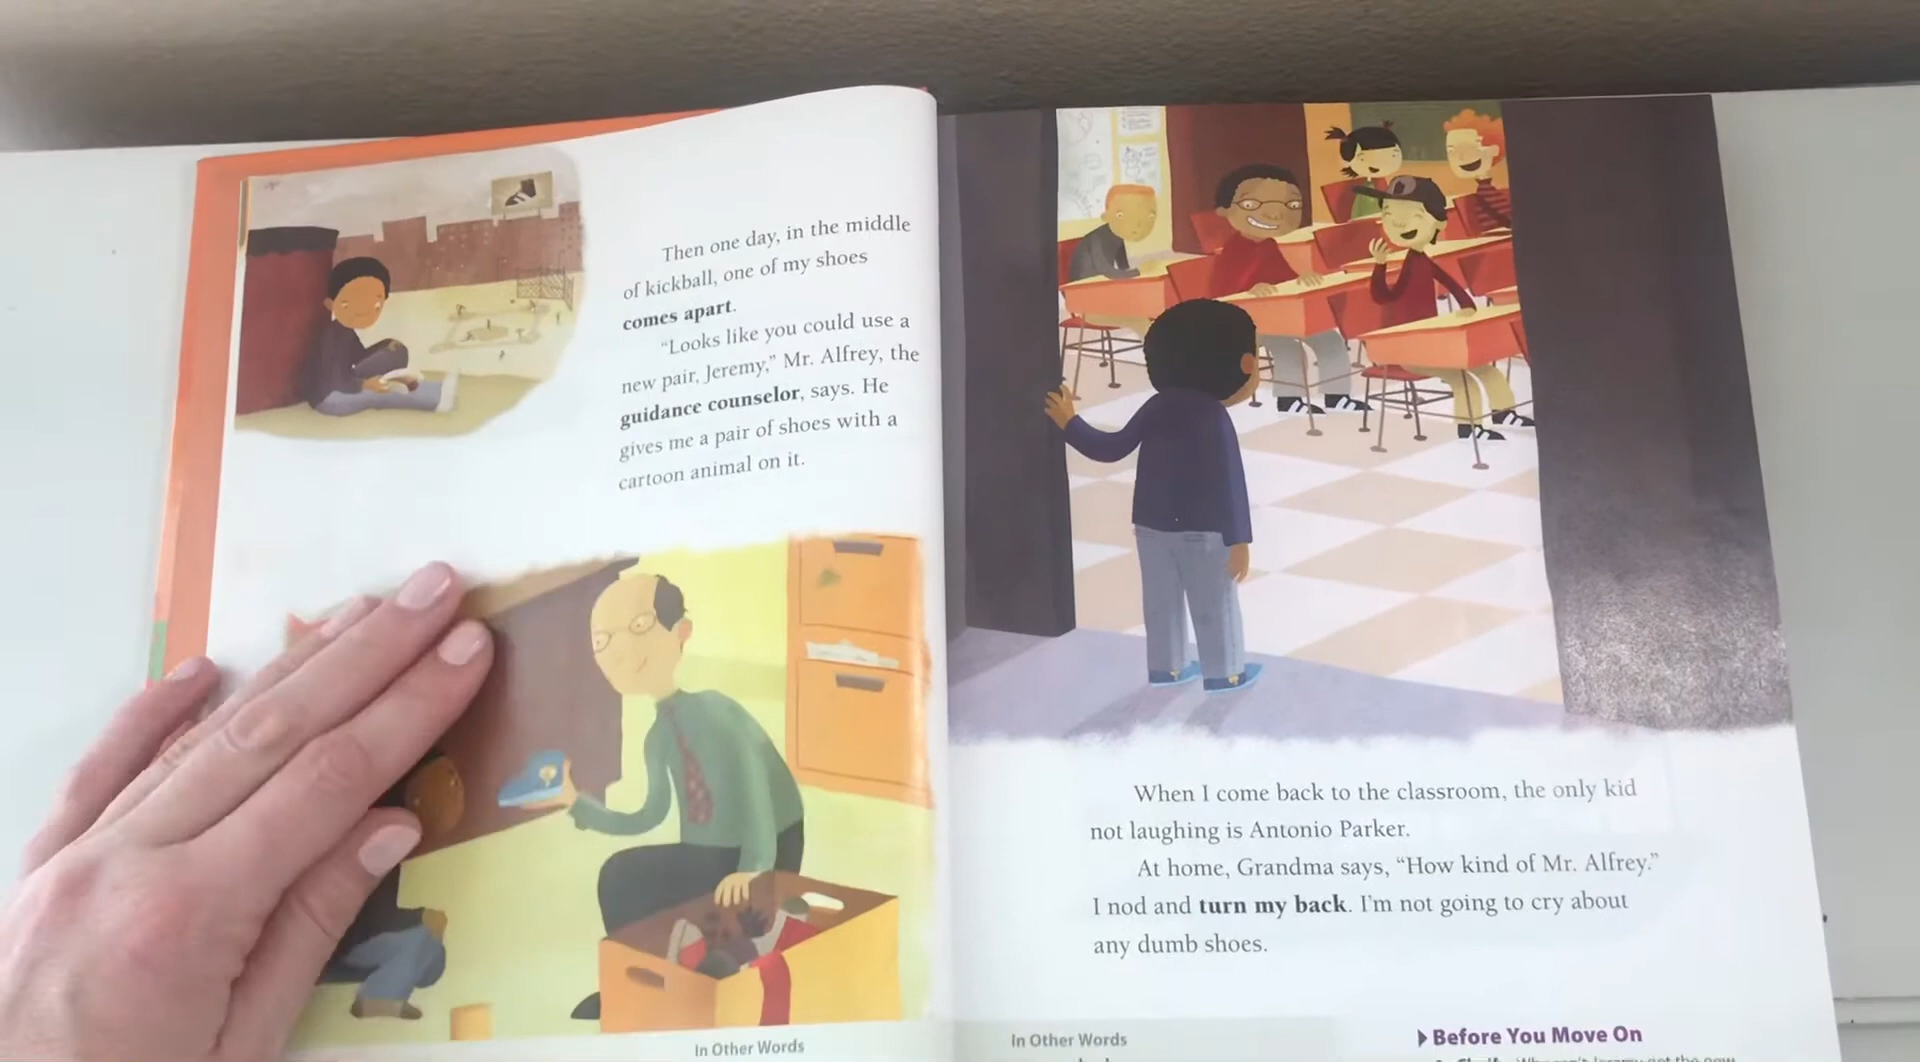 Then one day, in the middle
of kickball, one of my shoes
comes apart.
“Looks like you could use a
new pair, Jeremy,” Mr. Alfrey, the
guidance counselor, says. He
gives me a pair of shoes with a
cartoon animal on it.
In Other Words
When I come back to the classroom, the only kid
not laughing is Antonio Parker.
At home, Grandma says, “How kind of Mr. Alfrey.”
I nod and turn my back. I’m not going to cry about
any dumb shoes.
In Other Words
Before You Move On